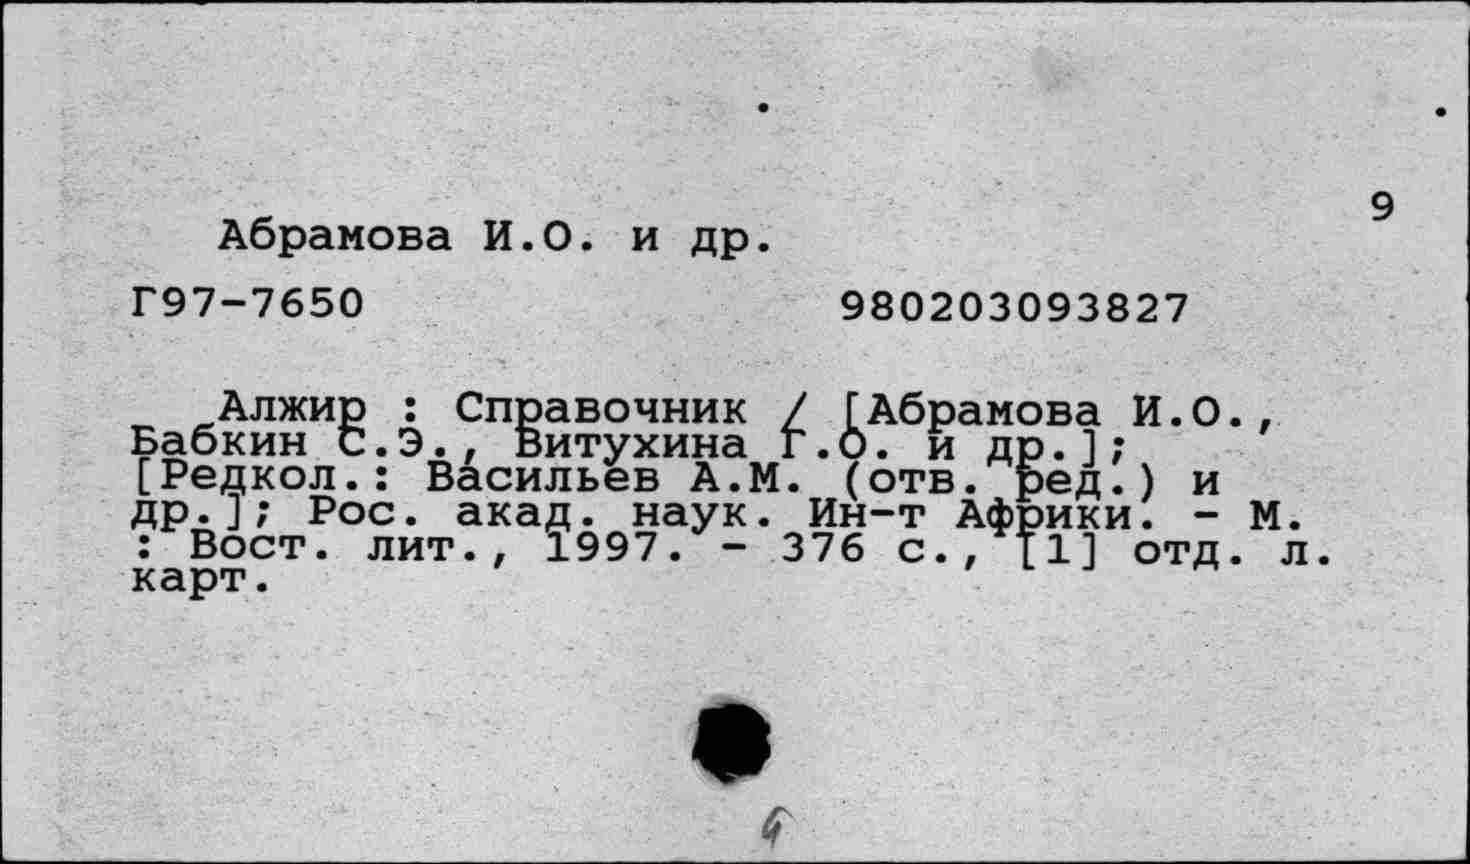 9
Абрамова И.О. и др.
Г97-7650 980203093827
Алжир : Справочник / [Абрамова И.О.,
Бабкин С.Э., Витухина Г.О. и др.];
[Редкол.: Васильев А.М. (отв. ред.) и
др.]; Рос. акад. наук. Ин-т Африки. - М.
: Вост. лит., 1997. - 376 с., [1] отд. л.
карт.